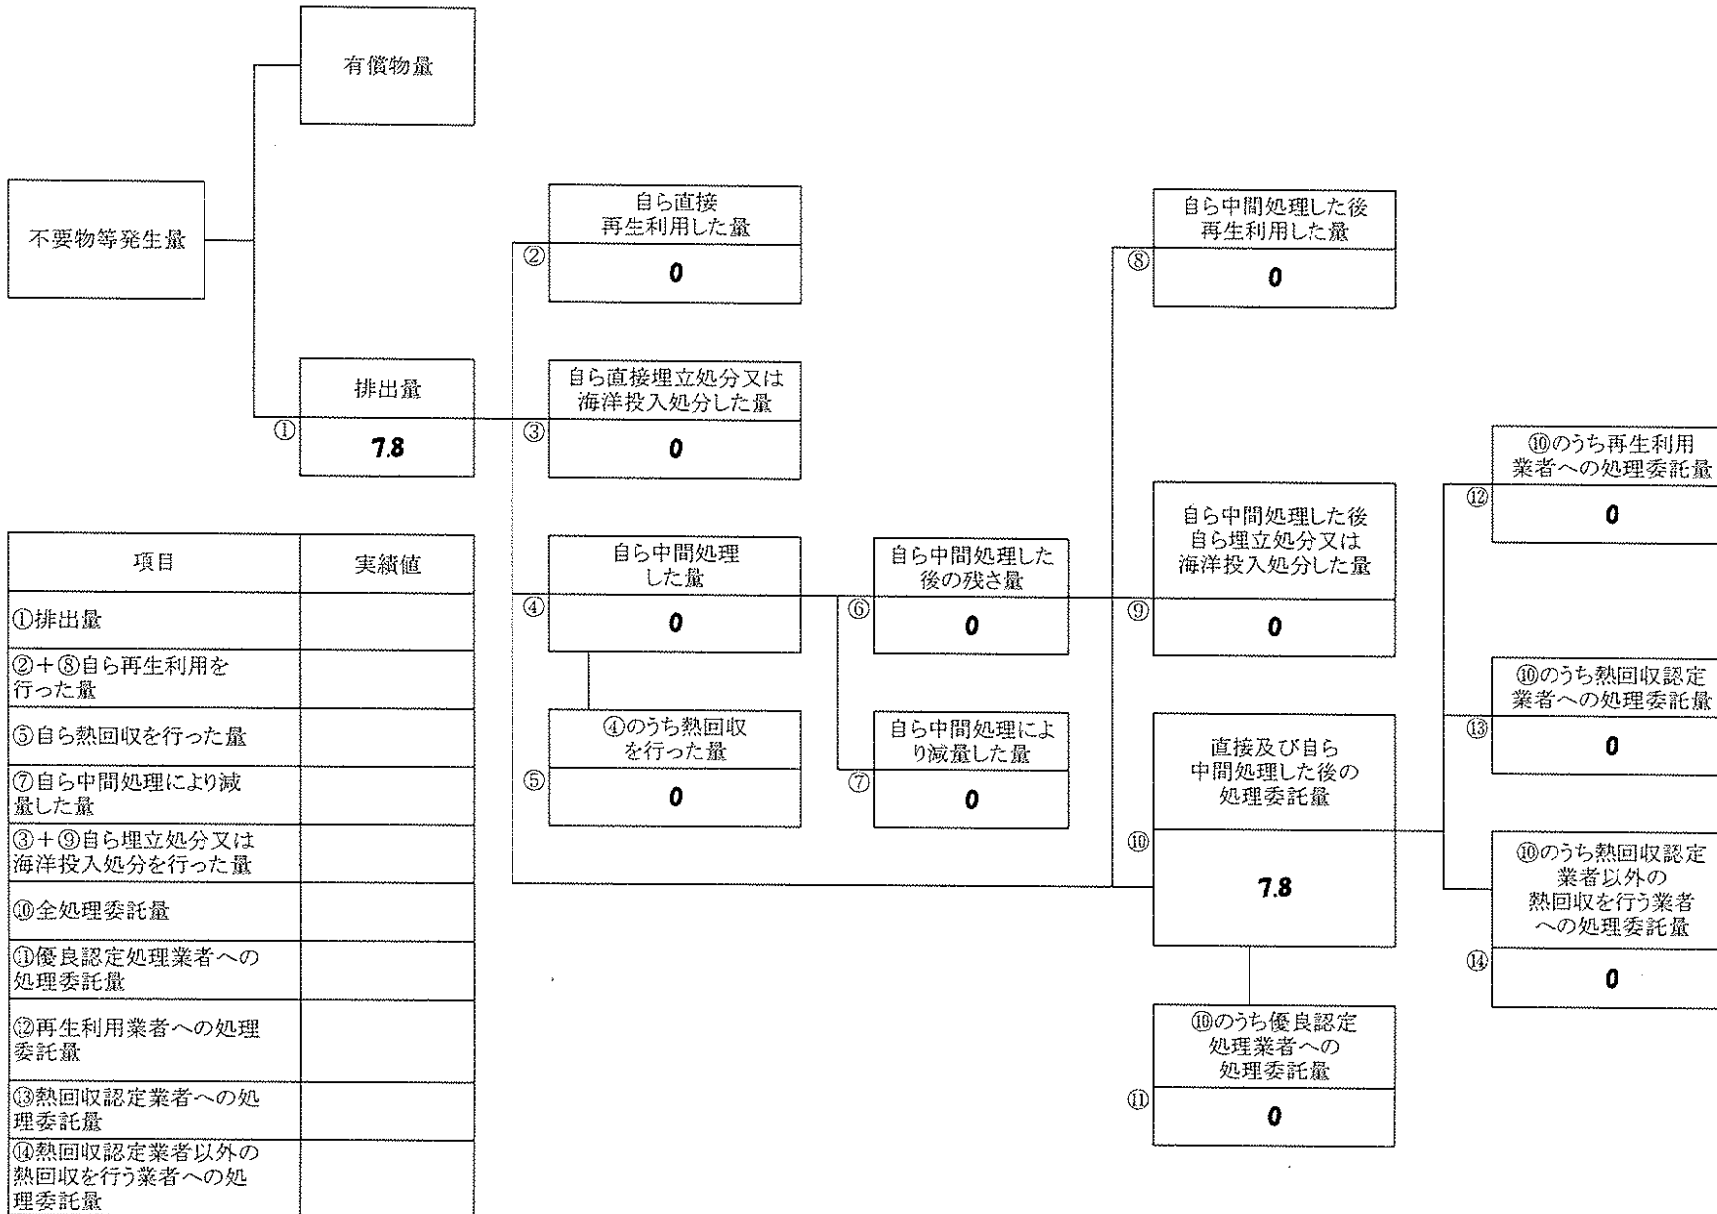 有償物量
不要物等発生量
排出量
①
7.8
自ら直接
再生利用した量
②
0
自ら直接埋立処分又は
海洋投入処分した量
③
0
自ら中間処理
した量
④
0
④のうち熱回収
を行った量
⑤
0
自ら中間処理した
後の残さ量
⑥
0
自ら中間処理によ
り減量した量
⑦
0
自ら中間処理した後
再生利用した量
⑧
0
自ら中間処理した後
自ら埋立処分又は
海洋投入処分した量
⑨
0
直接及び自ら
中間処理した後の
処理委託量
⑩
7.8
⑩のうち優良認定
処理業者への
処理委託量
⑪
0
⑩のうち再生利用
業者への処理委託量
⑫
0
⑩のうち熱回収認定
業者への処理委託量
⑬
0
⑩のうち熱回収認定
業者以外の
熱回収を行う業者
への処理委託量
⑭
0
項目 実績値
①排出量
②+⑧自ら再生利用を
行った量
⑤自ら熱回収を行った量
⑦自ら中間処理により減
量した量
③+⑨自ら埋立処分又は
海洋投入処分を行った量
⑩全処理委託量
⑪優良認定処理業者への
処理委託量
⑫再生利用業者への処理
委託量
⑬熱回収認定業者への処
理委託量
⑭熱回収認定業者以外の
熱回収を行う業者への処
理委託量